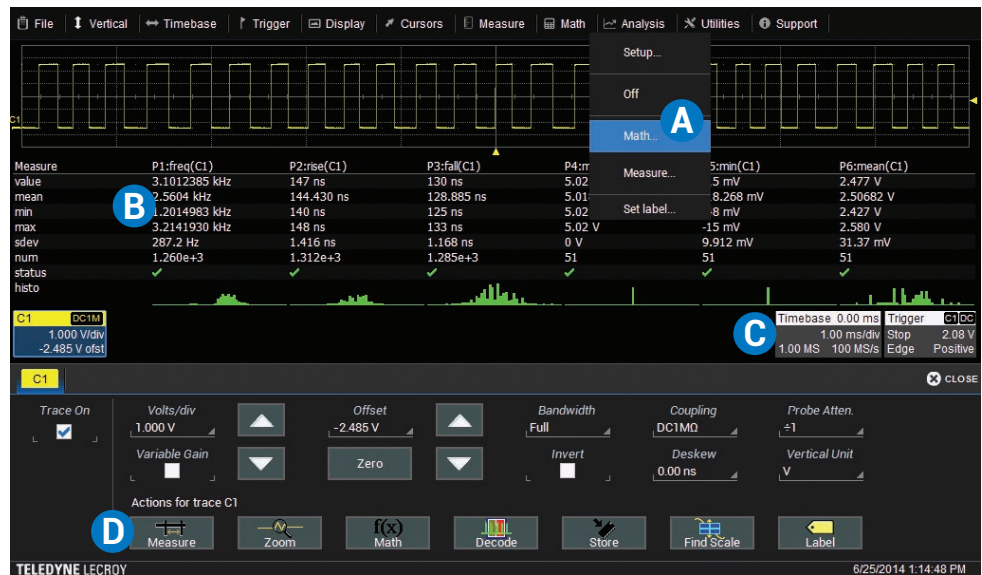 File Vertical Timebase Trigger Display Cursors Measure Math Analysis Utilities Support
Setup...
Off
Math...
A
Measure...
Set label...
C1
Measure P1:freq(C1) P2:rise(C1) P3:fall(C1) P4:m 5:min(C1) P6:mean(C1)
value 3.1012385 kHz 147 ns 130 ns 5.02 5 mV 2.477 V
mean 2.5604 kHz 144.430 ns 128.885 ns 5.01 8.268 mV 2.50682 V
B
min 1.2014983 kHz 140 ns 125 ns 5.02 8 mV 2.427 V
max 3.2141930 kHz 148 ns 133 ns 5.02 V -15 mV 2.580 V
sdev 287.2 Hz 1.416 ns 1.168 ns 0 V 9.912 mV 31.37 mV
num 1.260e+3 1.312e+3 1.285e+3 51 51 51
status
histo
C1 DC1M
1.000 V/div
-2.485 V ofst
C
Timebase 0.00 ms
1.00 ms/div
1.00 MS 100 MS/s
Trigger C1 DC
Stop 2.08 V
Edge Positive
C1
CLOSE
Trace On Volts/div Offset Bandwidth Coupling Probe Atten.
1.000 V -2.485 V Full DC1MΩ ÷1
Variable Gain Zero Invert Deskew Vertical Unit
0.00 ns V
Actions for trace C1
D
Measure Zoom f(x) Math Decode Store Find Scale Label
TELEDYNE LECROY 6/25/2014 1:14:48 PM